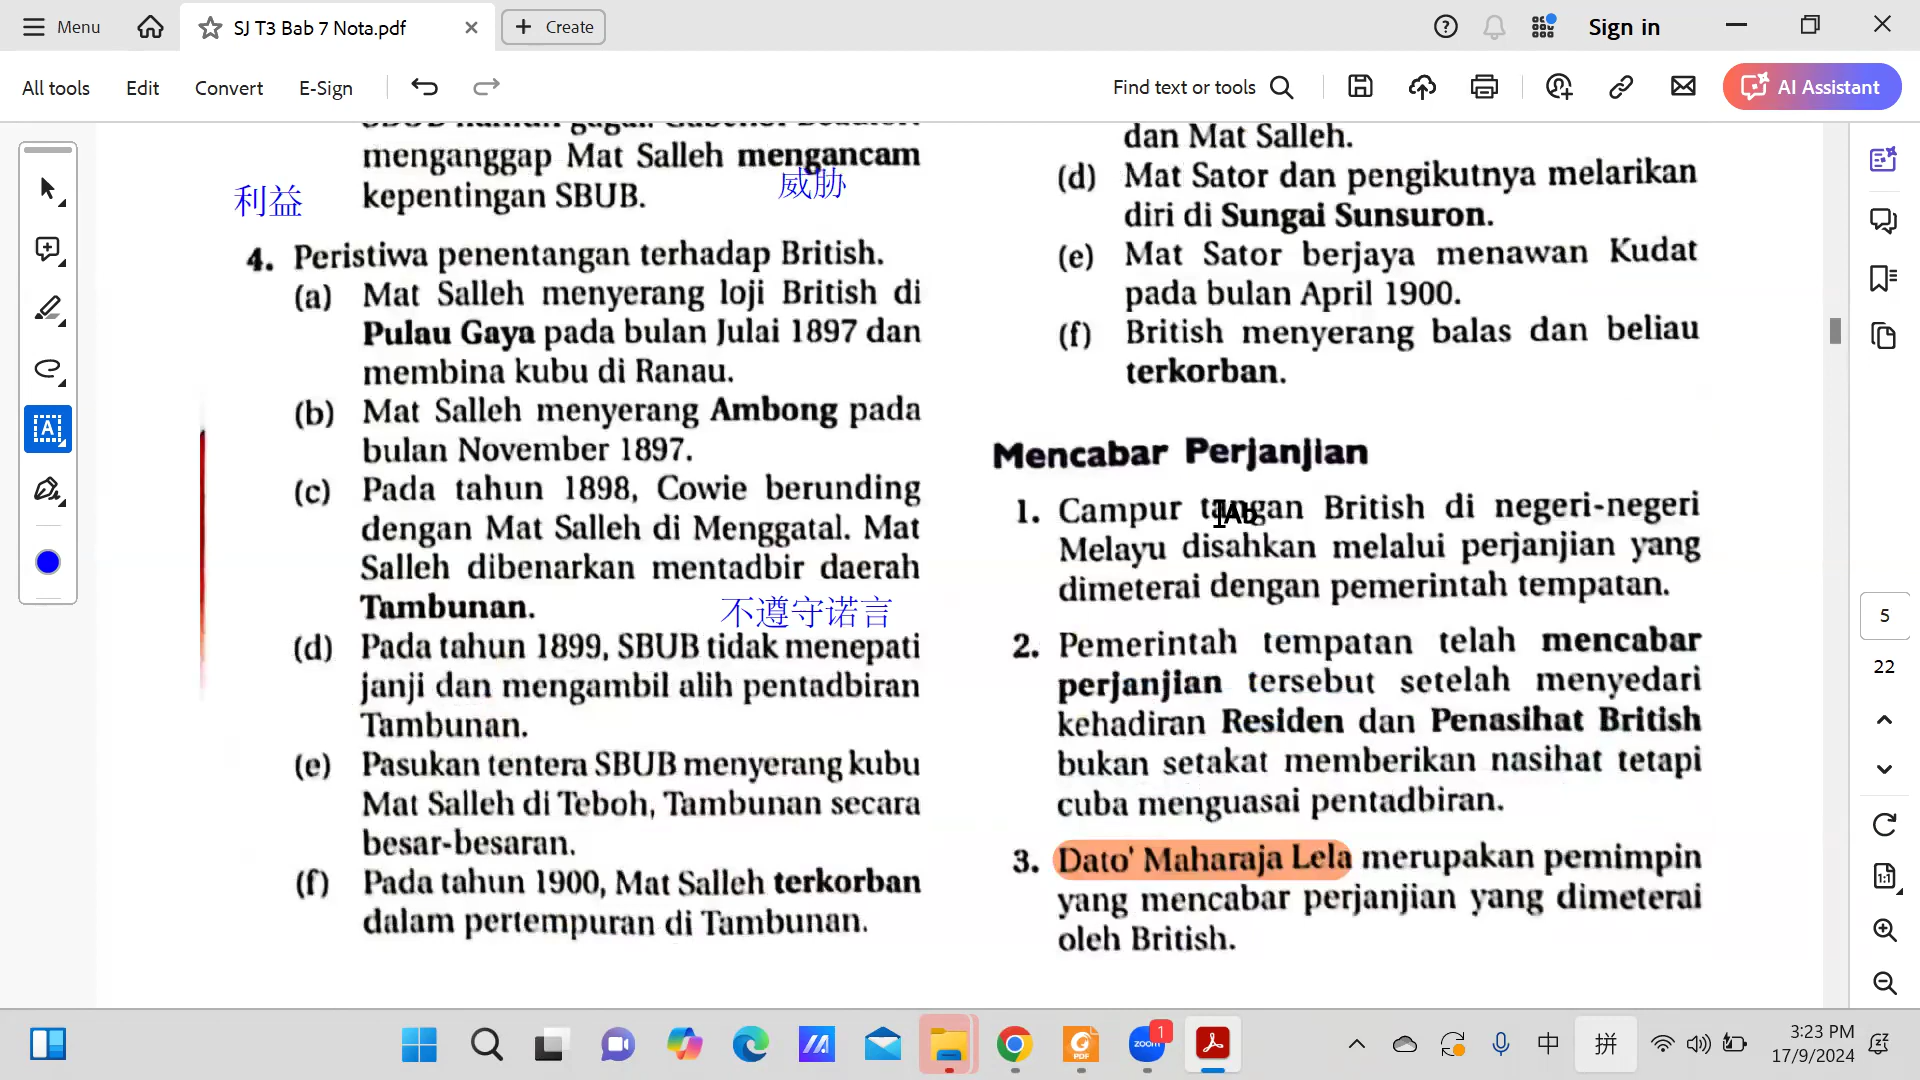 Menu
SJ T3 Bab 7 Nota.pdf
Create
Sign in
All tools
Edit
Convert
E-Sign
Find text or tools
AI Assistant
menganggap Mat Salleh mengancam
威胁
利益
kepentingan SBUB.
4. Peristiwa penentangan terhadap British.
(a) Mat Salleh menyerang loji British di
Pulau Gaya pada bulan Julai 1897 dan
membina kubu di Ranau.
(b) Mat Salleh menyerang Ambong pada
bulan November 1897.
(c) Pada tahun 1898, Cowie berunding
dengan Mat Salleh di Menggatal. Mat
Salleh dibenarkan mentadbir daerah
Tambunan.
不遵守诺言
(d) Pada tahun 1899, SBUB tidak menepati
janji dan mengambil alih pentadbiran
Tambunan.
(e) Pasukan tentera SBUB menyerang kubu
Mat Salleh di Teboh, Tambunan secara
besar-besaran.
(f) Pada tahun 1900, Mat Salleh terkorban
dalam pertempuran di Tambunan.
dan Mat Salleh.
(d) Mat Sator dan pengikutnya melarikan
diri di Sungai Sunsuron.
(e) Mat Sator berjaya menawan Kudat
pada bulan April 1900.
(f) British menyerang balas dan beliau
terkorban.
Mencabar Perjanjian
1. Campur tangan British di negeri-negeri
Melayu disahkan melalui perjanjian yang
dimeterai dengan pemerintah tempatan.
2. Pemerintah tempatan telah mencabar
perjanjian tersebut setelah menyedari
kehadiran Residen dan Penasihat British
bukan setakat memberikan nasihat tetapi
cuba menguasai pentadbiran.
3. Dato' Maharaja Lela merupakan pemimpin
yang mencabar perjanjian yang dimeterai
oleh British.
5
22
1:1
zoom
1
PDF
中
拼
3:23 PM
17/9/2024